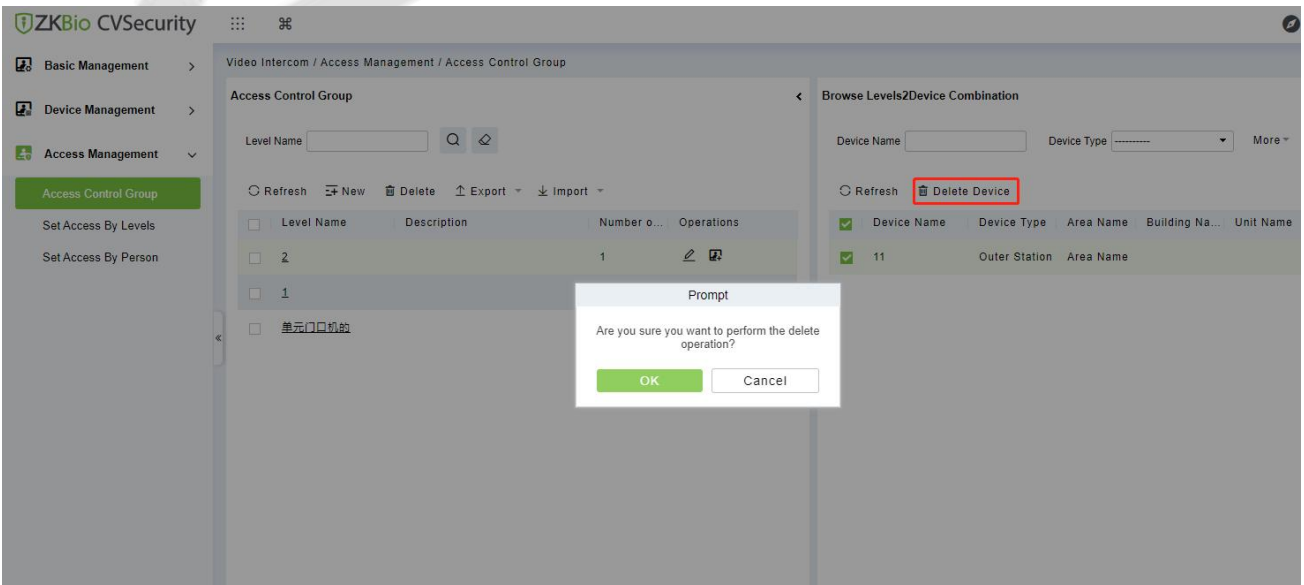 ZKBio CVSecurity
Basic Management
Device Management
Access Management
Access Control Group
Set Access By Levels
Set Access By Person
Video Intercom / Access Management / Access Control Group
Access Control Group
Level Name
Refresh New Delete Export Import
Level Name Description Number o... Operations
2 1
1
单元门口机的
Browse Levels2Device Combination
Device Name Device Type ---------- More
Refresh Delete Device
Device Name Device Type Area Name Building Na... Unit Name
11 Outer Station Area Name
Prompt
Are you sure you want to perform the delete
operation?
OK Cancel